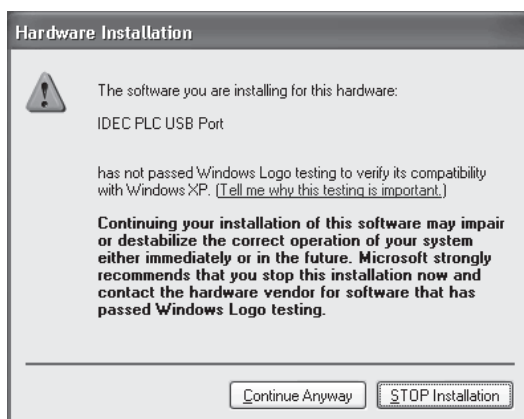 Hardware Installation
The software you are installing for this hardware:
IDEC PLC USB Port
has not passed Windows Logo testing to verify its compatibility
with Windows XP. (Tell me why this testing is important.)
Continuing your installation of this software may impair
or destabilize the correct operation of your system
either immediately or in the future. Microsoft strongly
recommends that you stop this installation now and
contact the hardware vendor for software that has
passed Windows Logo testing.
Continue Anyway
STOP Installation